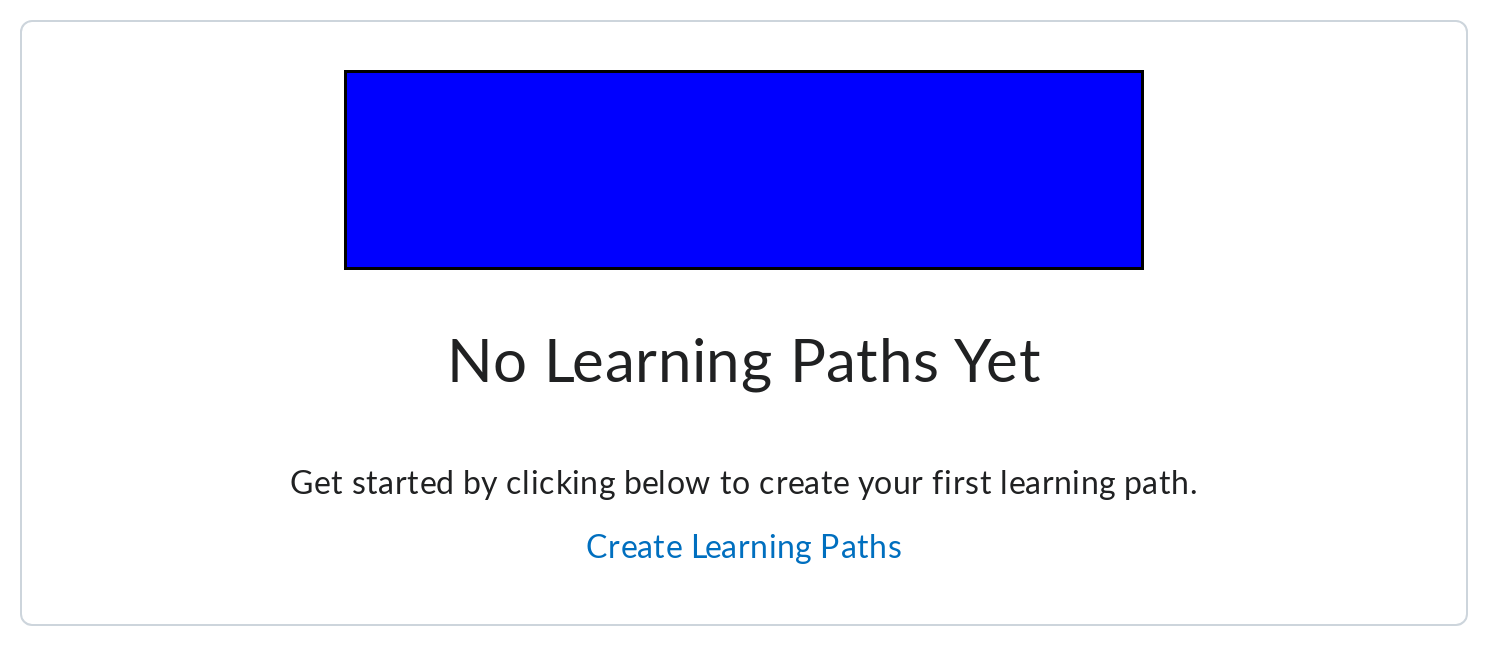 No Learning Paths Yet
Get started by clicking below to create your first learning path.
Create Learning Paths